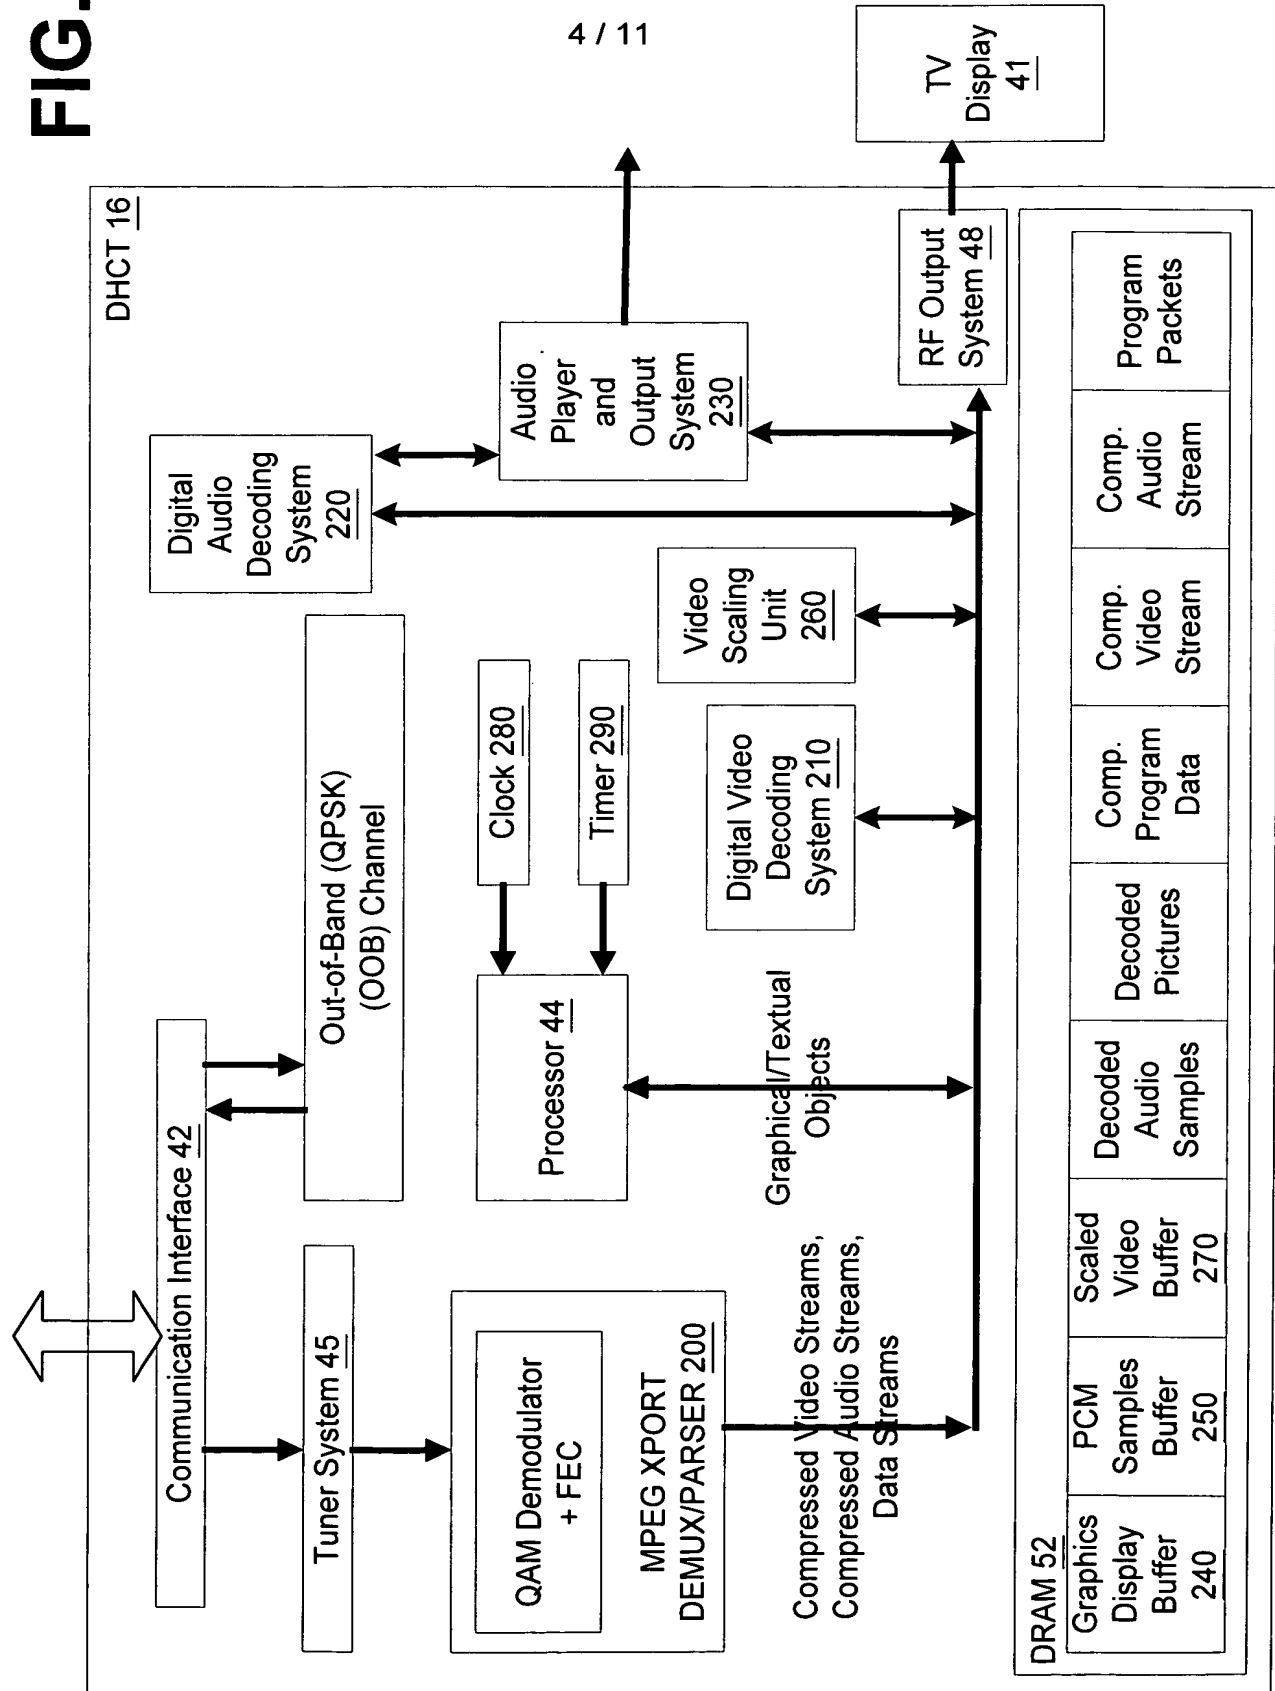 4 / 11
FIG.
DHCT 16
TV
Display
41
Communication Interface 42
Out-of-Band (QPSK)
(OOB) Channel
Digital
Audio
Decoding
System
220
Tuner System 45
Clock 280
Timer 290
Processor 44
Audio
Player
and
Output
System
230
QAM Demodulator
+ FEC
MPEG XPORT
DEMUX/PARSER 200
Video
Scaling
Unit
260
Digital Video
Decoding
System 210
RF Output
System 48
Graphical/Textual
Objects
Compressed Video Streams,
Compressed Audio Streams,
Data Streams
DRAM 52
Graphics
Display
Buffer
240
PCM
Samples
Buffer
250
Scaled
Video
Buffer
270
Decoded
Audio
Samples
Decoded
Pictures
Comp.
Program
Data
Comp.
Video
Stream
Comp.
Audio
Stream
Program
Packets